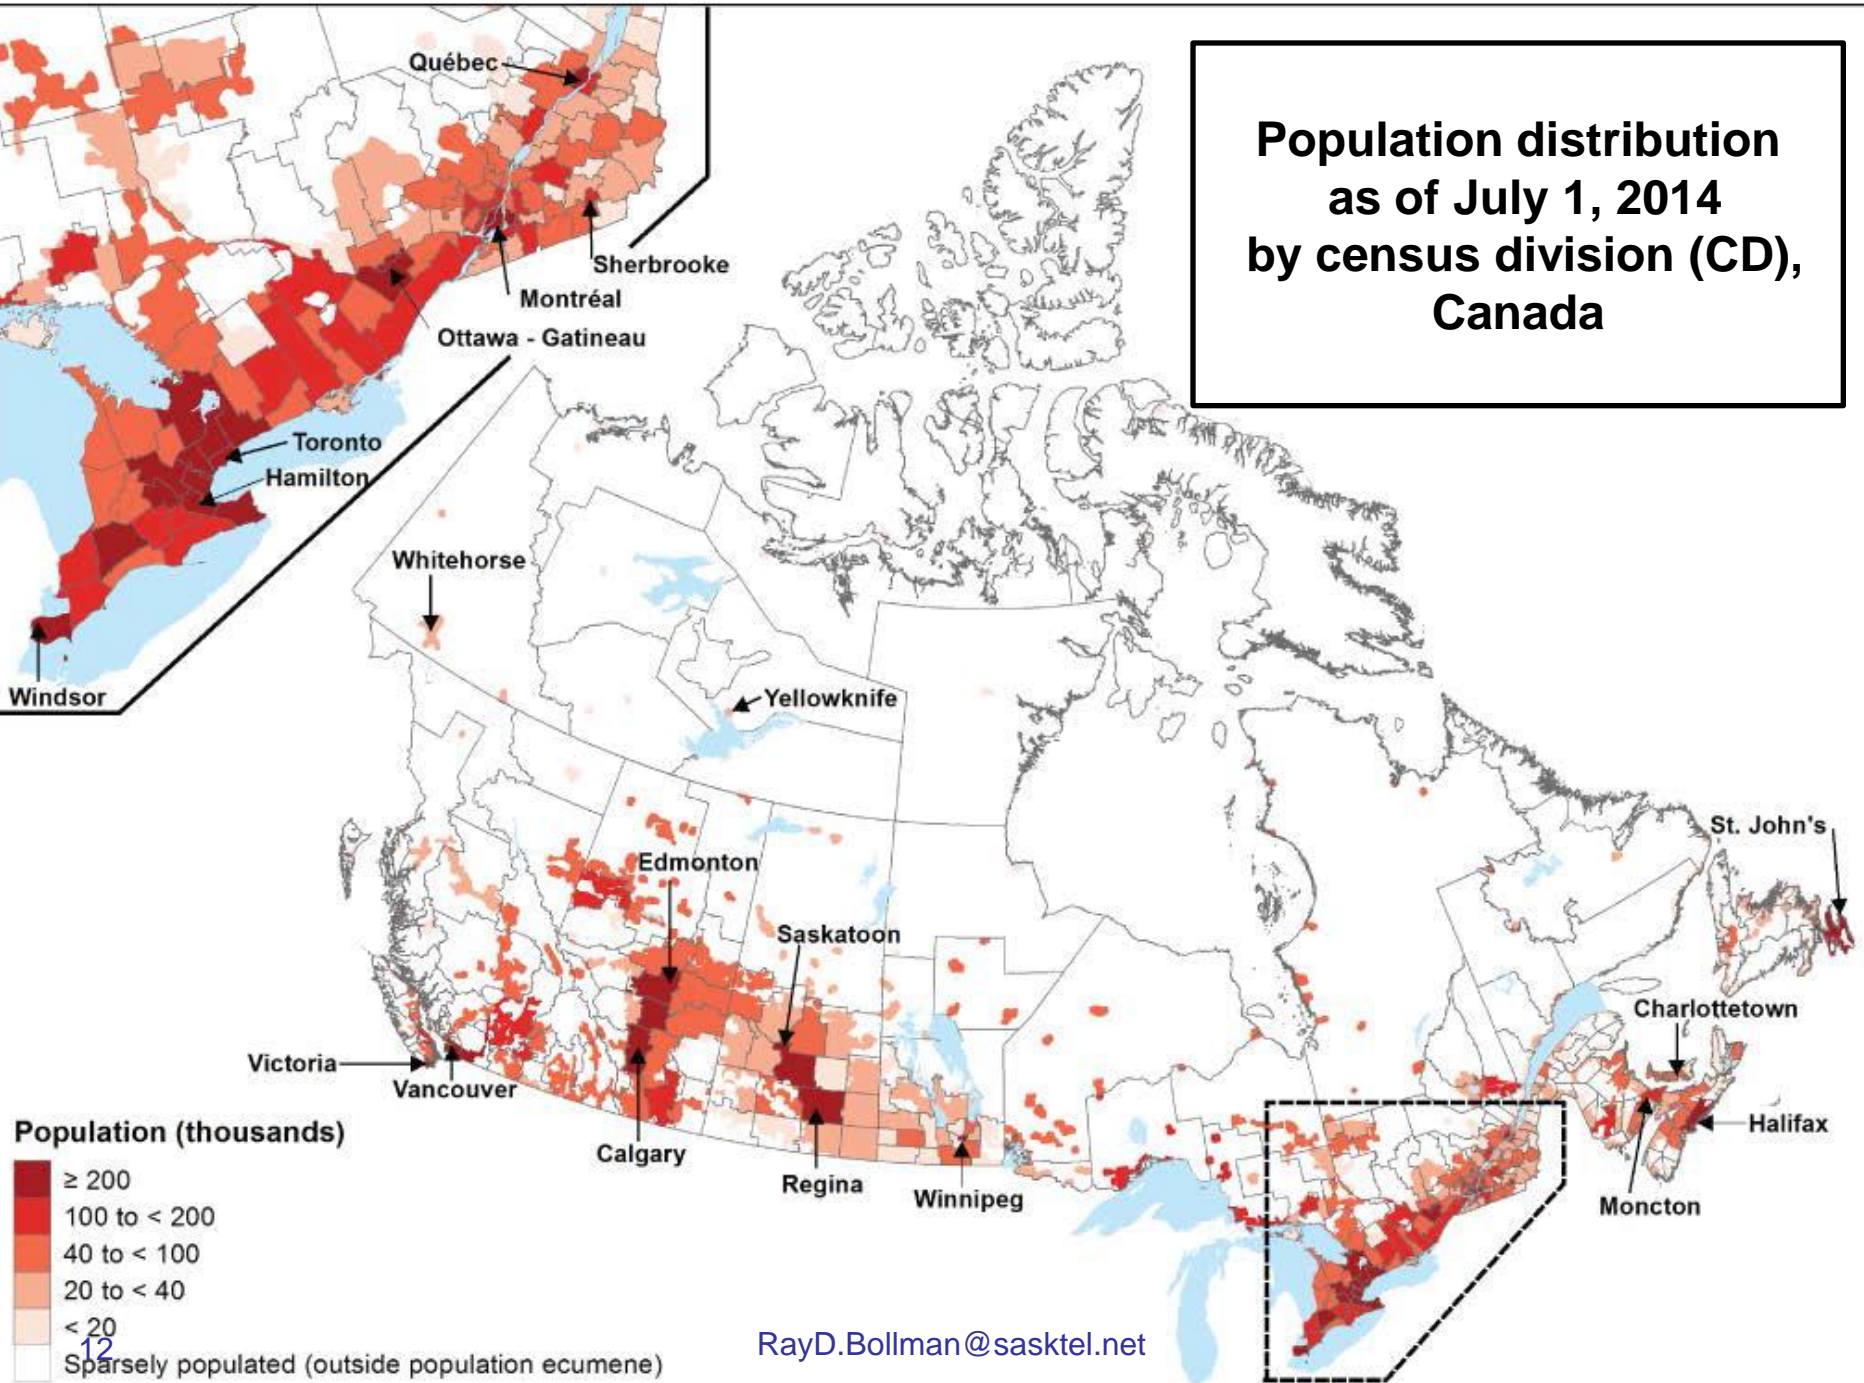 Population distribution
as of July 1, 2014
by census division (CD),
Canada
Québec
Sherbrooke
Montréal
Ottawa - Gatineau
Toronto
Hamilton
Windsor
Whitehorse
Yellowknife
Edmonton
Saskatoon
St. John's
Charlottetown
Victoria
Vancouver
Calgary
Regina
Winnipeg
Halifax
Moncton
Population (thousands)
≥ 200
100 to < 200
40 to < 100
20 to < 40
< 20
Sparsely populated (outside population ecumene)
12
RayD.Bollman@sasktel.net